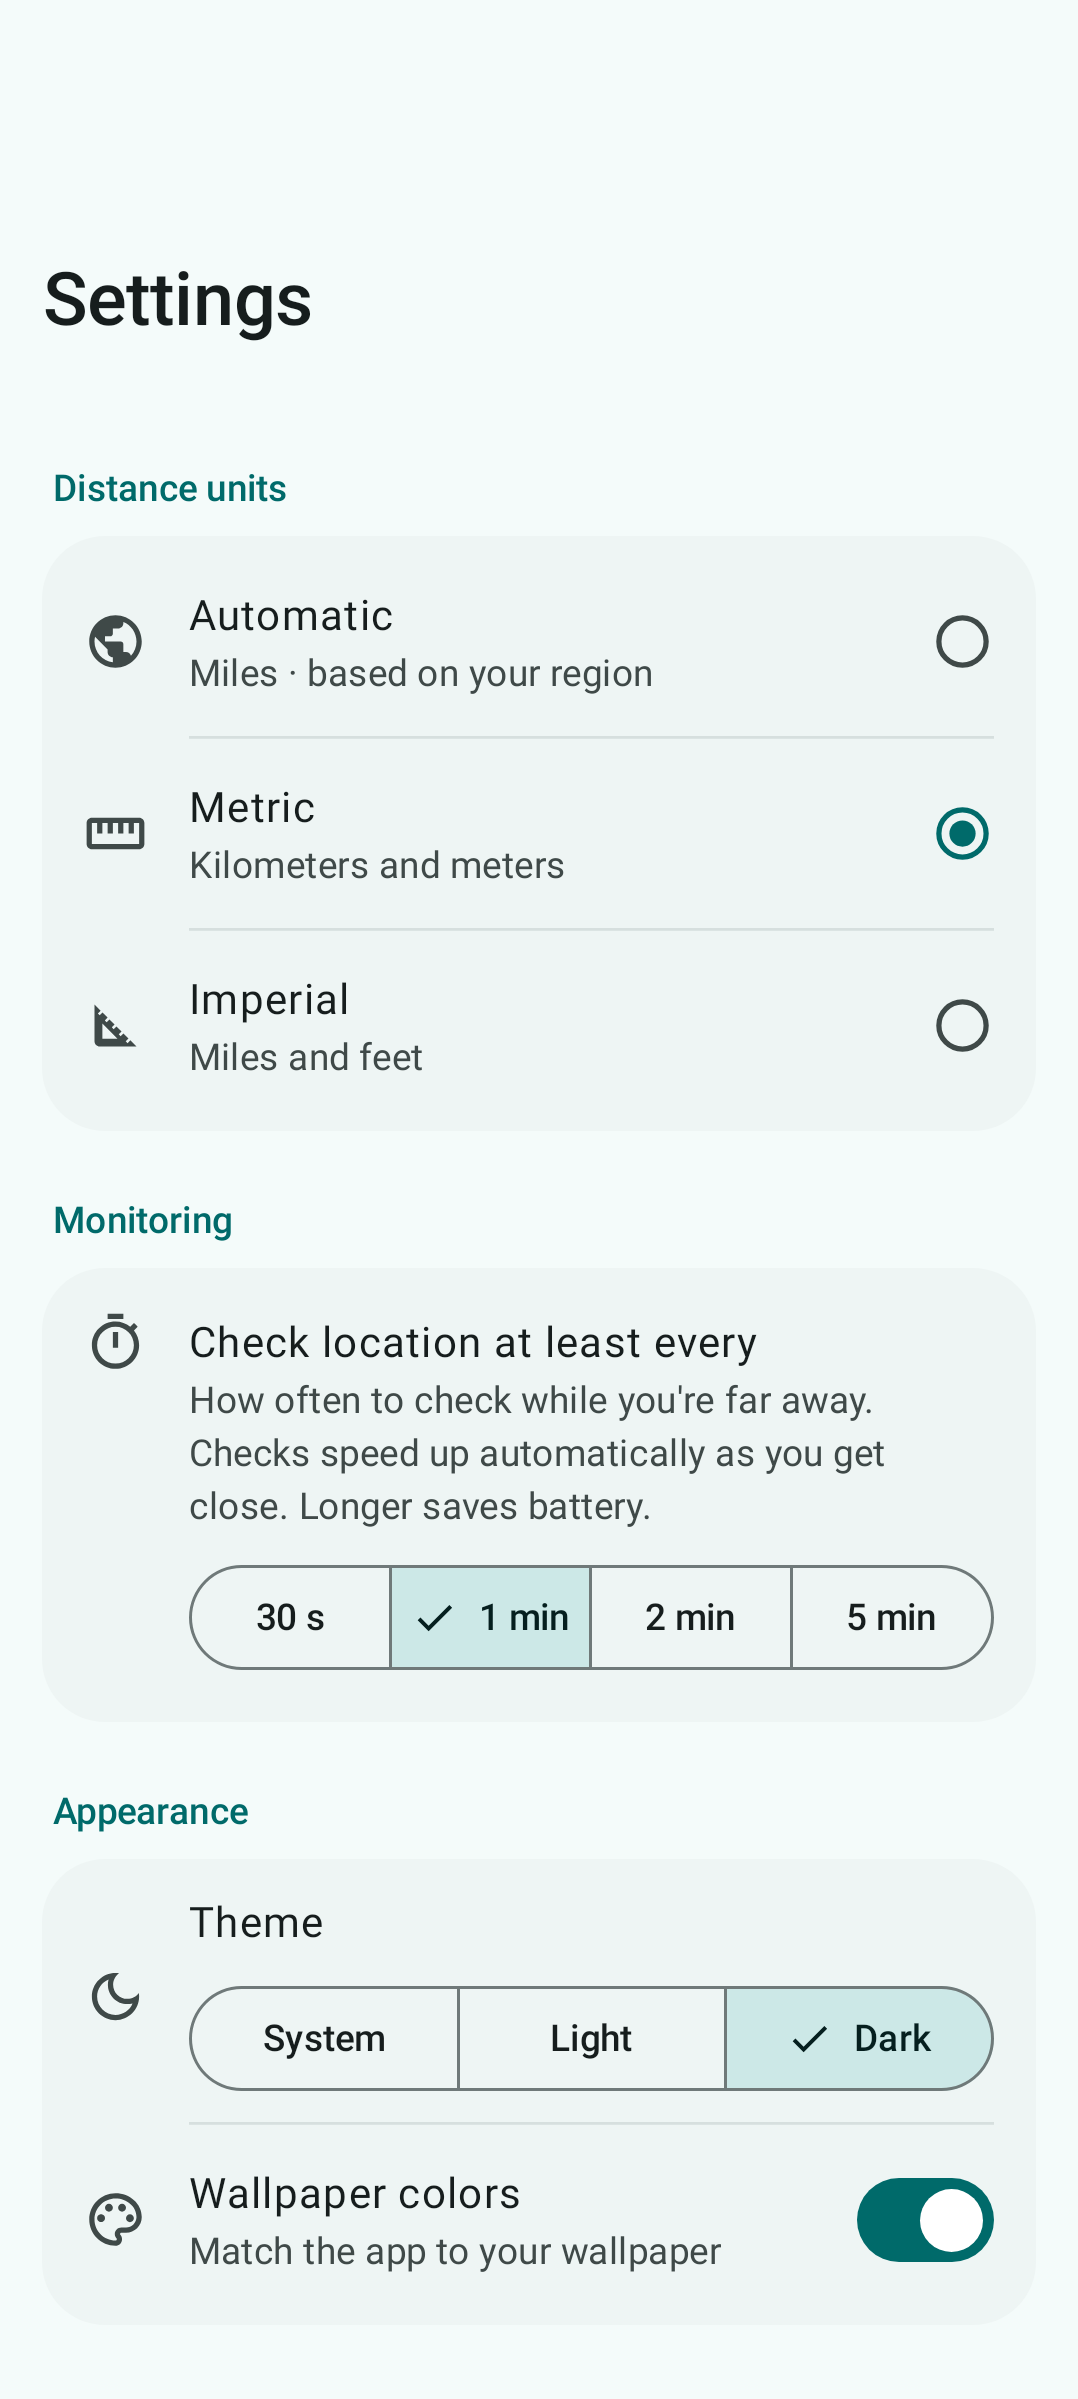 Settings
Distance units
Automatic
Miles · based on your region
Metric
Kilometers and meters
Imperial
Miles and feet
Monitoring
Check location at least every
How often to check while you're far away.
Checks speed up automatically as you get
close. Longer saves battery.
30 s 1 min 2 min 5 min
Appearance
Theme
System Light Dark
Wallpaper colors
Match the app to your wallpaper